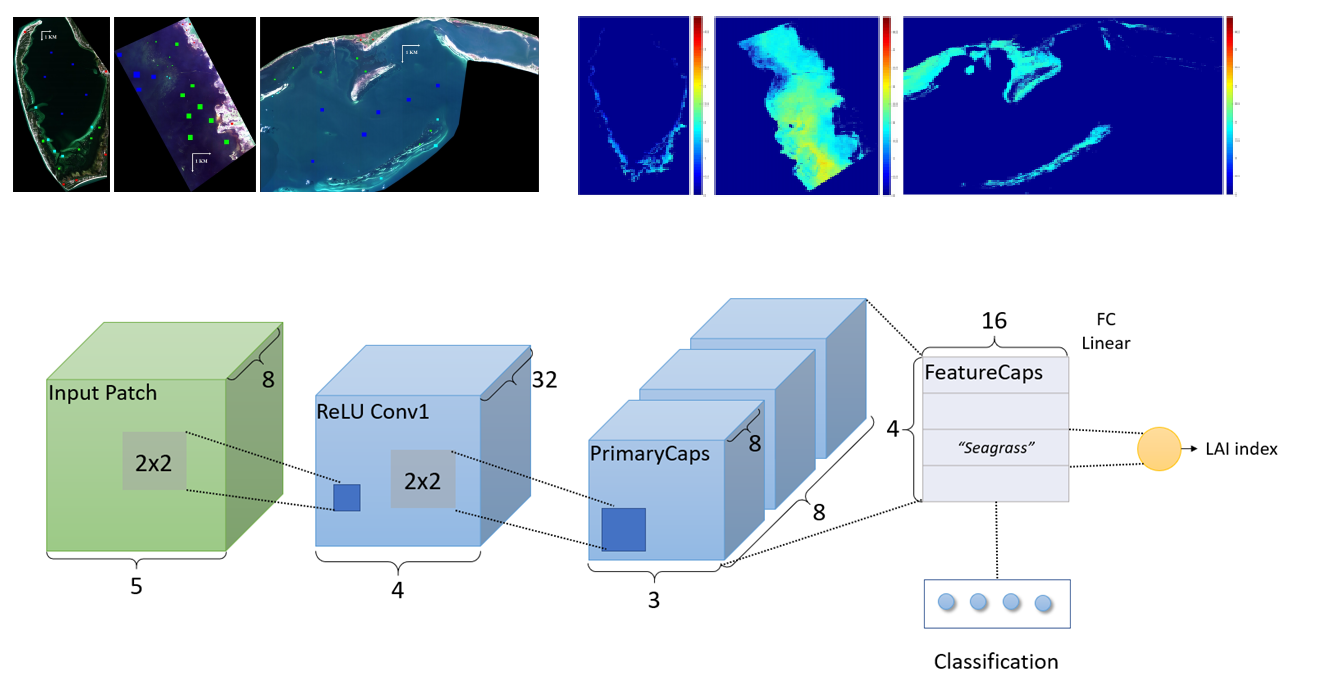 1 KM
1 KM
1 KM
16
FC
Linear
8
Input Patch
2x2
5
32
ReLU Conv1
2x2
4
8
PrimaryCaps
8
3
4
FeatureCaps
“Seagrass”
LAI index
Classification